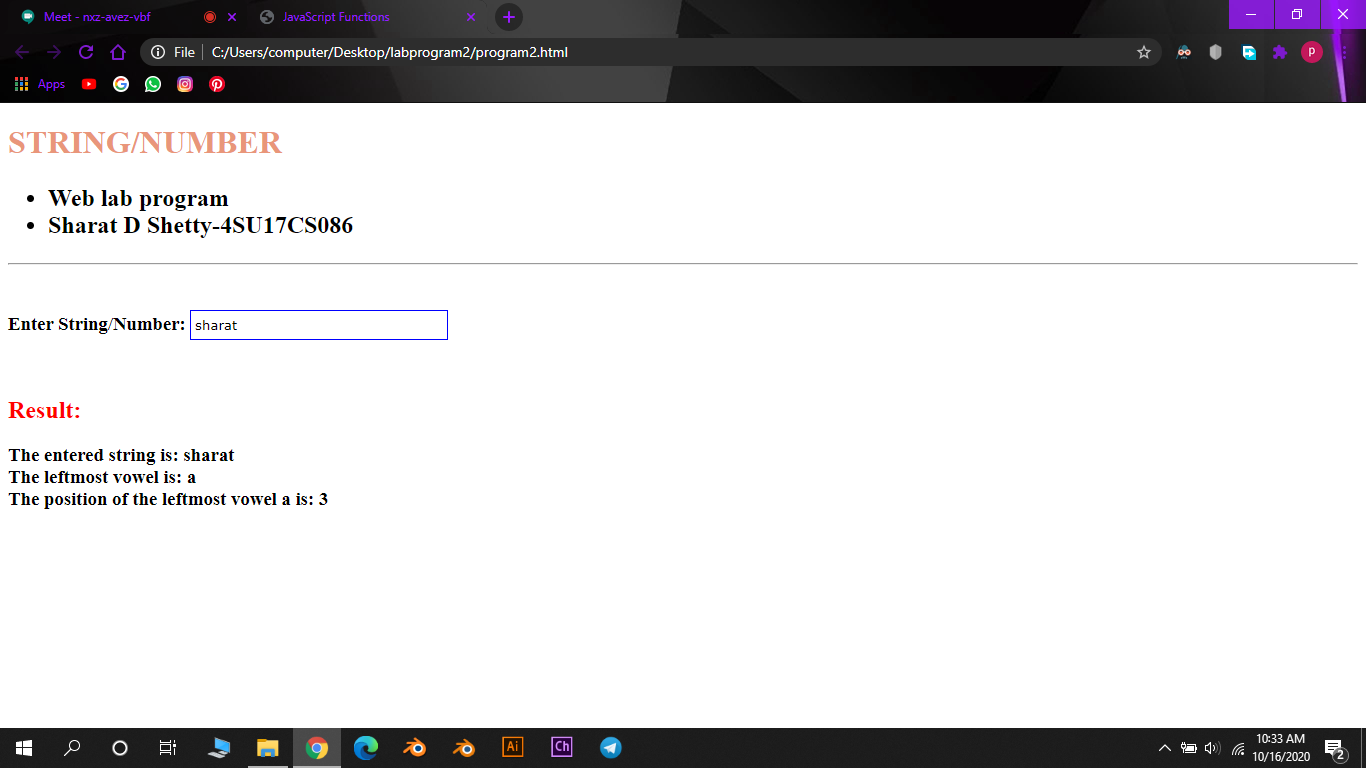 Meet - nxz-avez-vbf
JavaScript Functions
File C:/Users/computer/Desktop/labprogram2/program2.html
P
Apps
STRING/NUMBER
• Web lab program
• Sharat D Shetty-4SU17CS086
Enter String/Number: sharat
Result:
The entered string is: sharat
The leftmost vowel is: a
The position of the leftmost vowel a is: 3
Ai
Ch
10:33 AM
10/16/2020
2